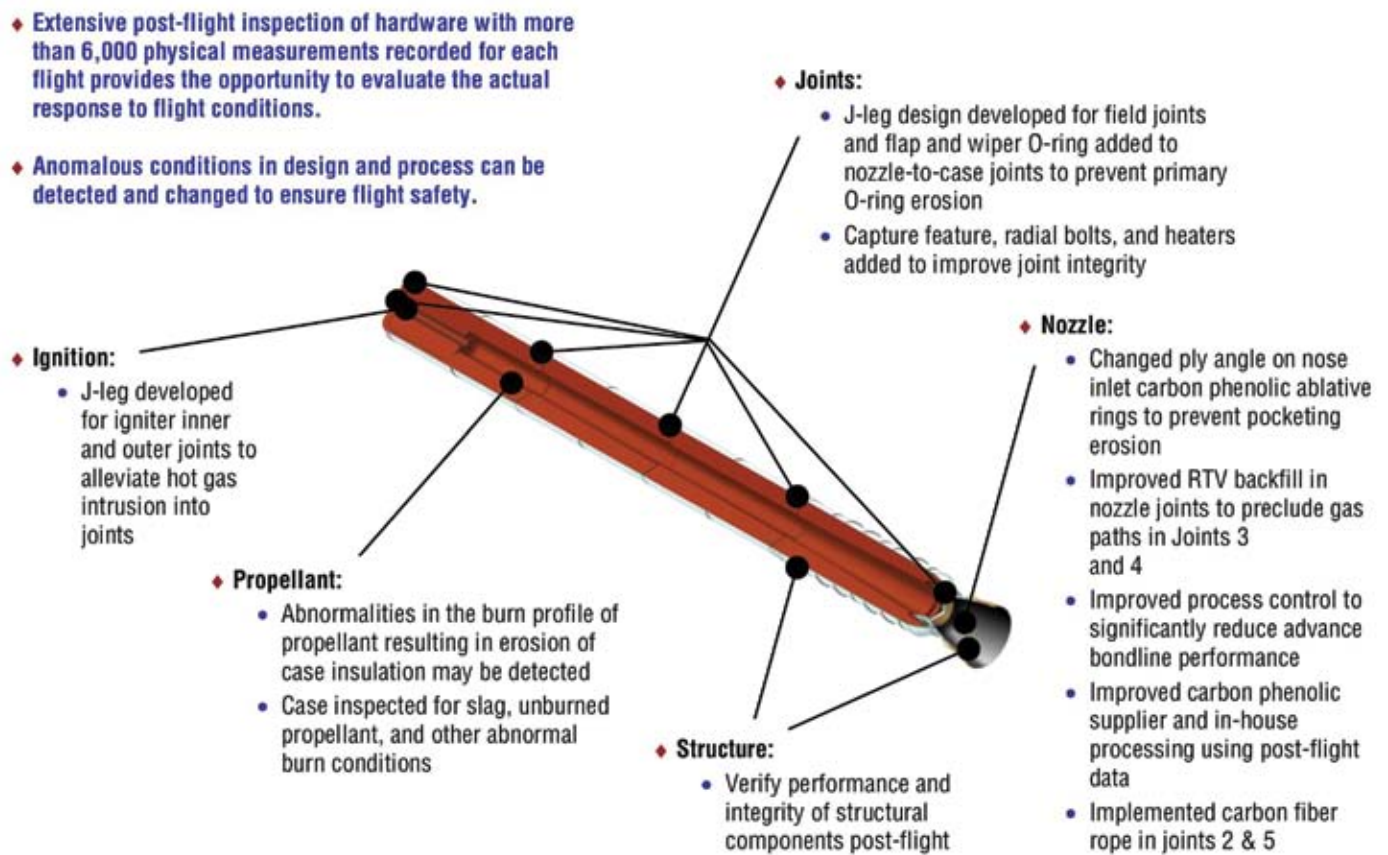 ♦ Extensive post-flight inspection of hardware with more
than 6,000 physical measurements recorded for each
flight provides the opportunity to evaluate the actual
response to flight conditions.
♦ Anomalous conditions in design and process can be
detected and changed to ensure flight safety.
♦ Joints:
• J-leg design developed for field joints
and flap and wiper O-ring added to
nozzle-to-case joints to prevent primary
O-ring erosion
• Capture feature, radial bolts, and heaters
added to improve joint integrity
♦ Ignition:
• J-leg developed
for igniter inner
and outer joints to
alleviate hot gas
intrusion into
joints
♦ Propellant:
• Abnormalities in the burn profile of
propellant resulting in erosion of
case insulation may be detected
• Case inspected for slag, unburned
propellant, and other abnormal
burn conditions
♦ Structure:
• Verify performance and
integrity of structural
components post-flight
♦ Nozzle:
• Changed ply angle on nose
inlet carbon phenolic ablative
rings to prevent pocketing
erosion
• Improved RTV backfill in
nozzle joints to preclude gas
paths in Joints 3
and 4
• Improved process control to
significantly reduce advance
bondline performance
• Improved carbon phenolic
supplier and in-house
processing using post-flight
data
• Implemented carbon fiber
rope in joints 2 & 5